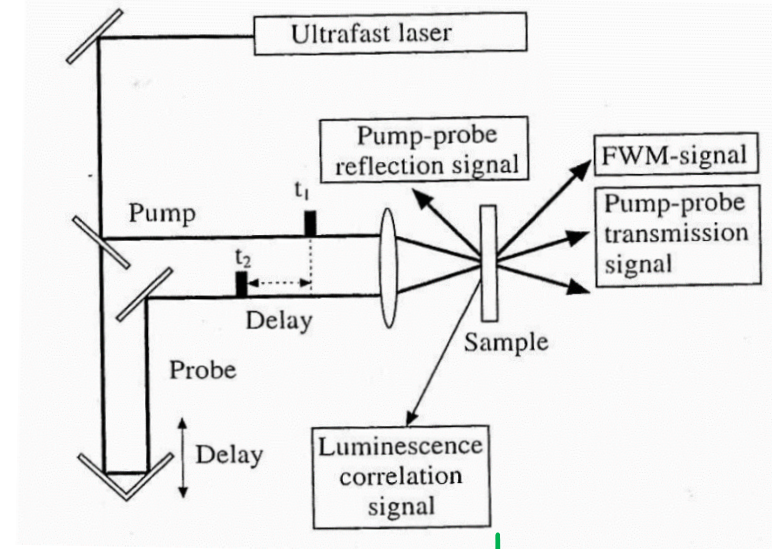 Ultrafast laser
Pump-probe
reflection signal
FWM-signal
Pump-probe
transmission
signal
t₁
Pump
t₂
Delay
Sample
Probe
Delay
Luminescence
correlation
signal